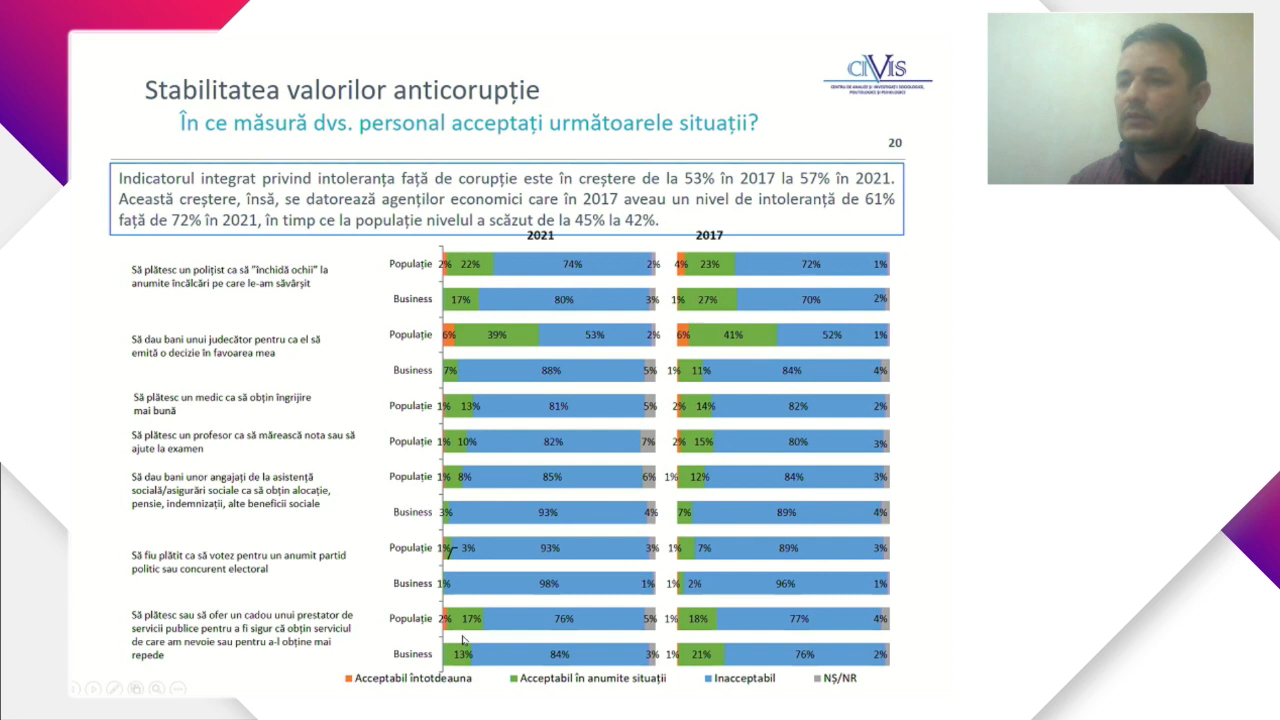 CIVIS
CENTRU DE ANALIZE ȘI INVESTIGAȚII SOCIOLOGICE,
POLITOLOGICE ȘI PSIHOLOGICE
Stabilitatea valorilor anticorupție
În ce măsură dvs. personal acceptați următoarele situații?
20
Indicatorul integrat privind intoleranța față de corupție este în creștere de la 53% în 2017 la 57% în 2021.
Această creștere, însă, se datorează agenților economici care în 2017 aveau un nivel de intoleranță de 61%
față de 72% în 2021, în timp ce la populație nivelul a scăzut de la 45% la 42%.
2021 2017
Să plătesc un polițist ca să "închidă ochii" la
anumite încălcări pe care le-am săvârșit
Populație 2% 22% 74% 2% 4% 23% 72% 1%
Business 17% 80% 3% 1% 27% 70% 2%
Să dau bani unui judecător pentru ca el să
emită o decizie în favoarea mea
Populație 6% 39% 53% 2% 6% 41% 52% 1%
Business 7% 88% 5% 1% 11% 84% 4%
Să plătesc un medic ca să obțin îngrijire
mai bună
Populație 1% 13% 81% 5% 2% 14% 82% 2%
Să plătesc un profesor ca să mărească nota sau să
ajute la examen
Populație 1% 10% 82% 7% 2% 15% 80% 3%
Să dau bani unor angajați de la asistență
socială/asigurări sociale ca să obțin alocație,
pensie, indemnizații, alte beneficii sociale
Populație 1% 8% 85% 6% 1% 12% 84% 3%
Business 3% 93% 4% 7% 89% 4%
Să fiu plătit ca să votez pentru un anumit partid
politic sau concurent electoral
Populație 1% 3% 93% 3% 1% 7% 89% 3%
Business 1% 98% 1% 1% 2% 96% 1%
Să plătesc sau să ofer un cadou unui prestator de
servicii publice pentru a fi sigur că obțin serviciul
de care am nevoie sau pentru a-l obține mai
repede
Populație 2% 17% 76% 5% 1% 18% 77% 4%
Business 13% 84% 3% 1% 21% 76% 2%
Acceptabil întotdeauna Acceptabil în anumite situații Inacceptabil NȘ/NR